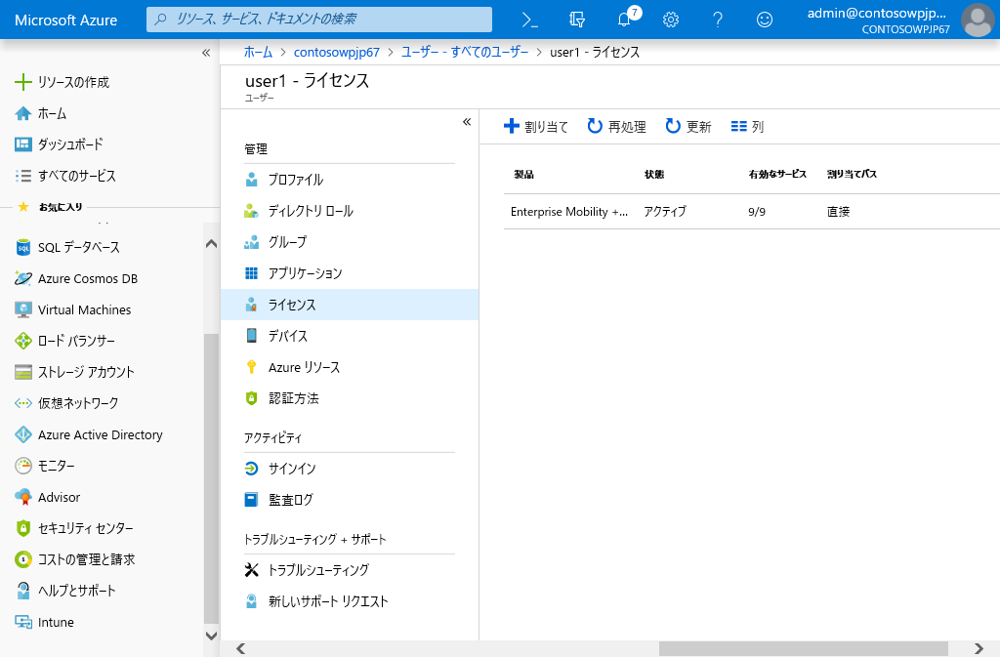 Microsoft Azure
リソース、サービス、ドキュメントの検索
7
admin@contosowpjp...
CONTOSOWPJP67
ホーム > contosowpjp67 > ユーザー - すべてのユーザー > user1 - ライセンス
user1 - ライセンス
ユーザー
リソースの作成
ホーム
ダッシュボード
すべてのサービス
お気に入り
SQL データベース
Azure Cosmos DB
Virtual Machines
ロード バランサー
ストレージ アカウント
仮想ネットワーク
Azure Active Directory
モニター
Advisor
セキュリティ センター
コストの管理と請求
ヘルプとサポート
Intune
管理
プロファイル
ディレクトリ ロール
グループ
アプリケーション
ライセンス
デバイス
Azure リソース
認証方法
アクティビティ
サインイン
監査ログ
トラブルシューティング + サポート
トラブルシューティング
新しいサポート リクエスト
割り当て 再処理 更新 列
製品 状態 有効なサービス 割り当てパス
Enterprise Mobility +... アクティブ 9/9 直接